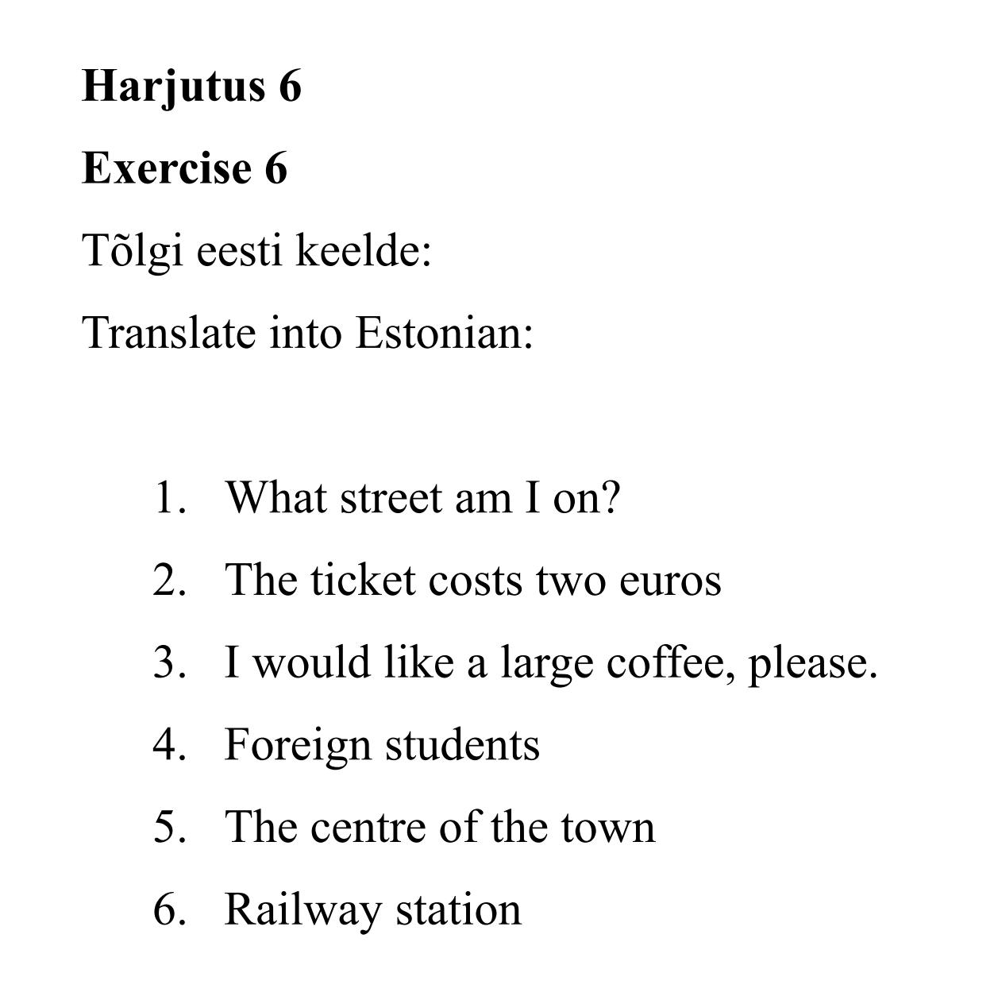 Harjutus 6
Exercise 6
Tõlgi eesti keelde:
Translate into Estonian:
1. What street am I on?
2. The ticket costs two euros
3. I would like a large coffee, please.
4. Foreign students
5. The centre of the town
6. Railway station